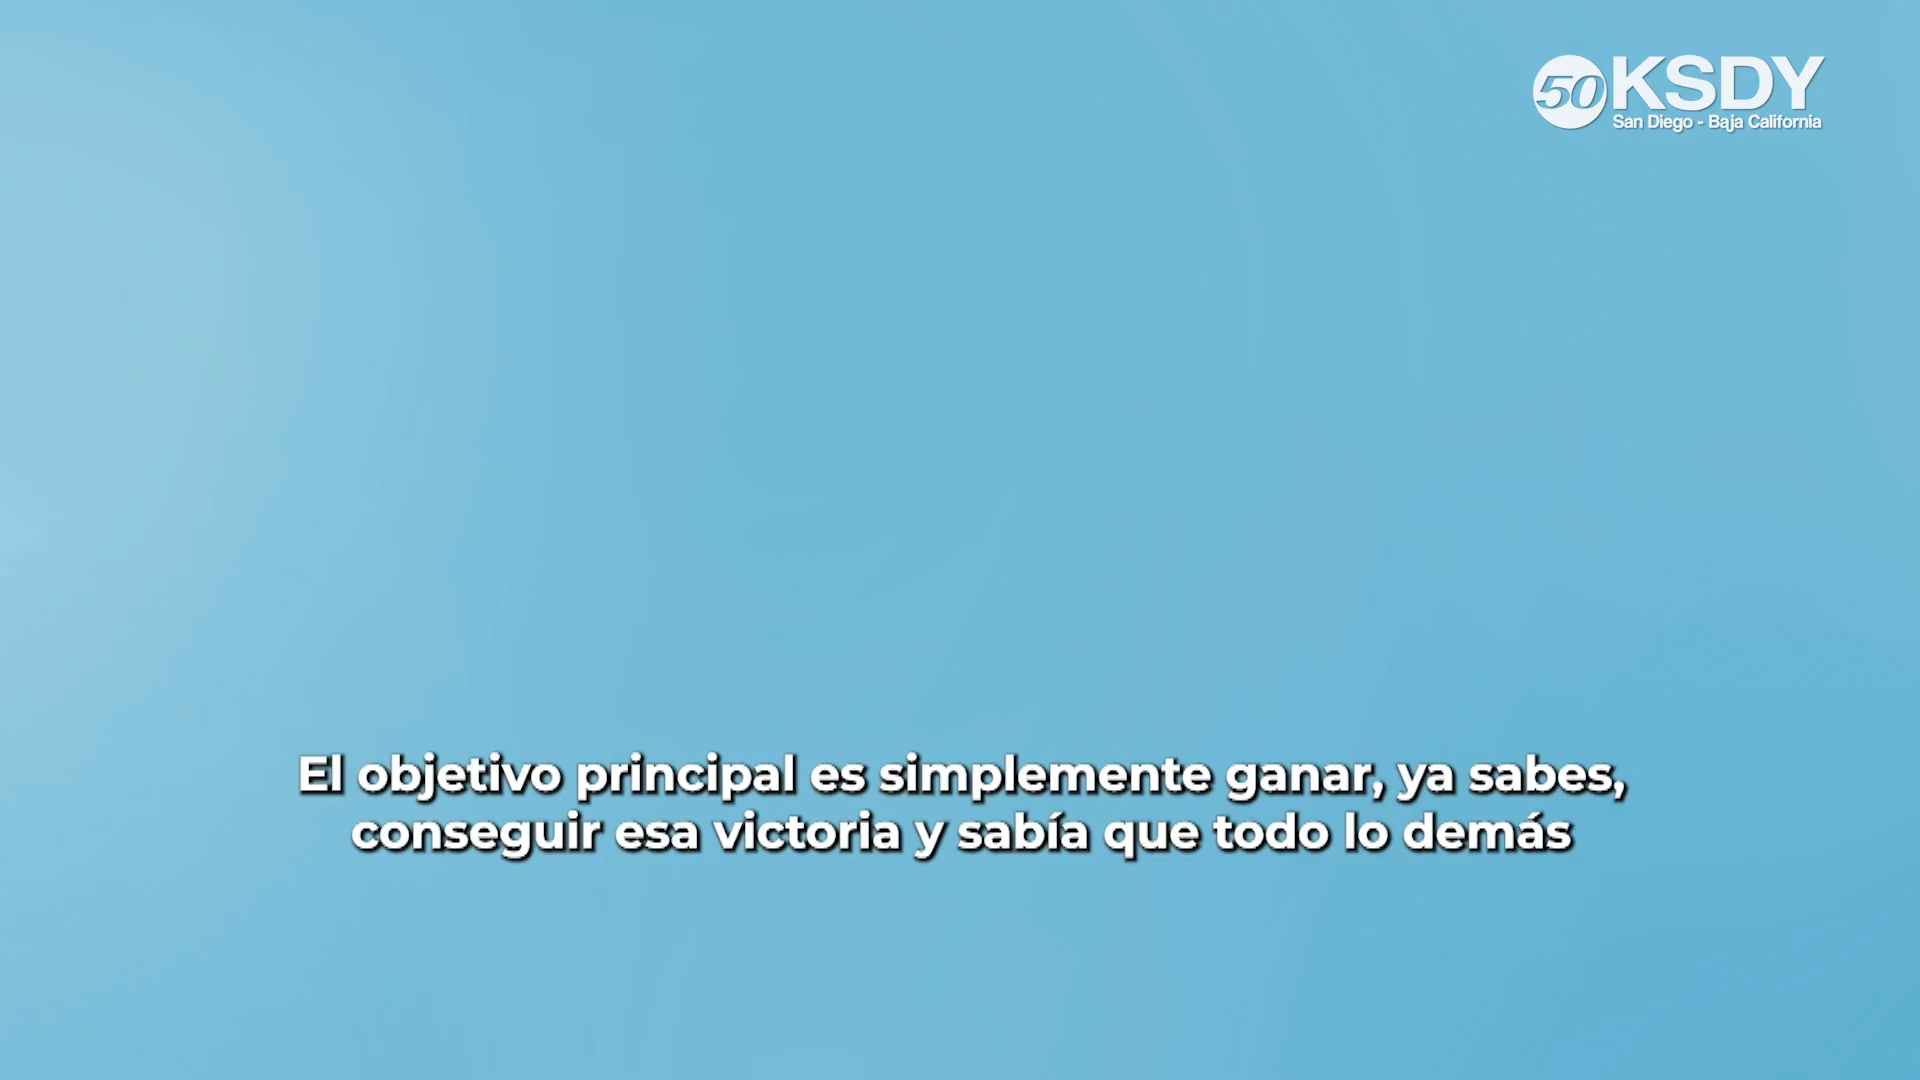 50 KSDY
San Diego - Baja California
El objetivo principal es simplemente ganar, ya sabes,
conseguir esa victoria y sabía que todo lo demás